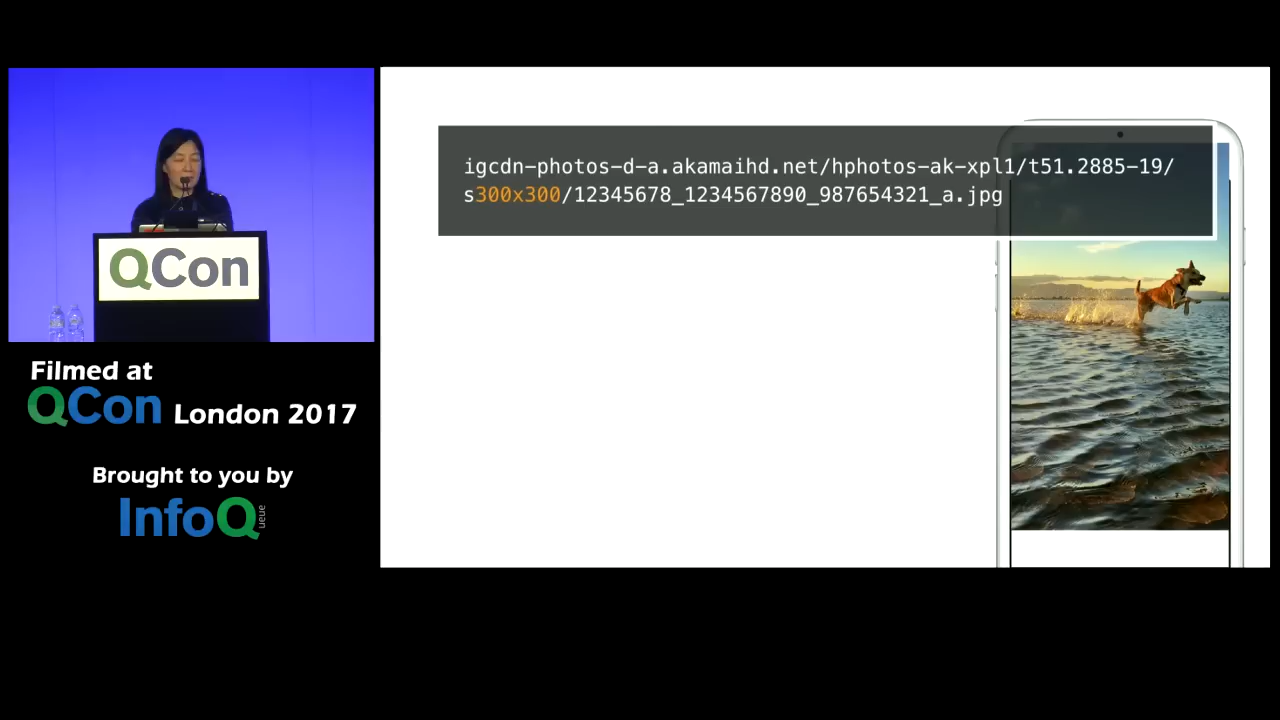 igcdn-photos-d-a.akamaihd.net/hphotos-ak-xpl1/t51.2885-19/
s300x300/12345678_1234567890_987654321_a.jpg
QCon
Filmed at
QCon London 2017
Brought to you by
InfoQueue